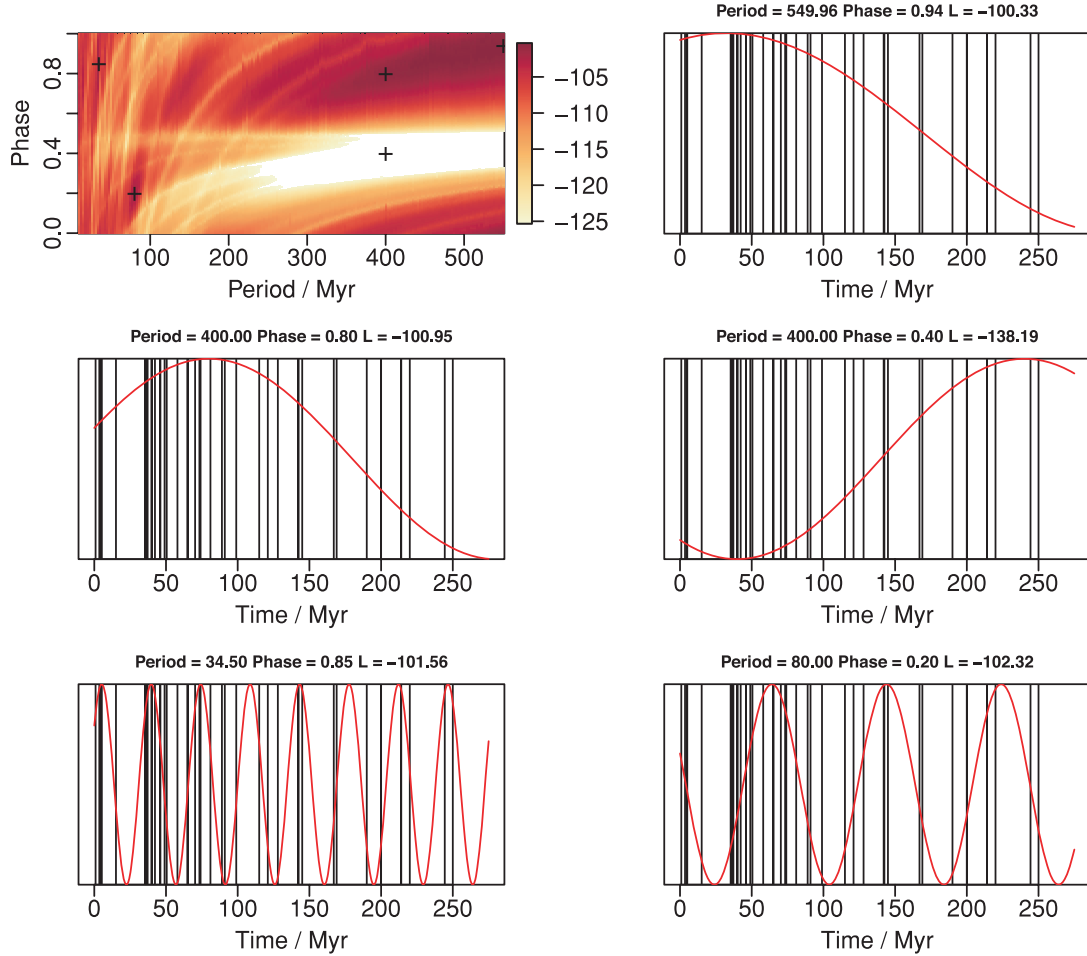 Period = 549.96 Phase = 0.94 L = −100.33
0.0 0.4 0.8
Phase
100 200 300 400 500
Period / Myr
−105
−110
−115
−120
−125
0 50 100 150 200 250
Time / Myr
Period = 400.00 Phase = 0.80 L = −100.95
0 50 100 150 200 250
Time / Myr
Period = 400.00 Phase = 0.40 L = −138.19
0 50 100 150 200 250
Time / Myr
Period = 34.50 Phase = 0.85 L = −101.56
0 50 100 150 200 250
Time / Myr
Period = 80.00 Phase = 0.20 L = −102.32
0 50 100 150 200 250
Time / Myr